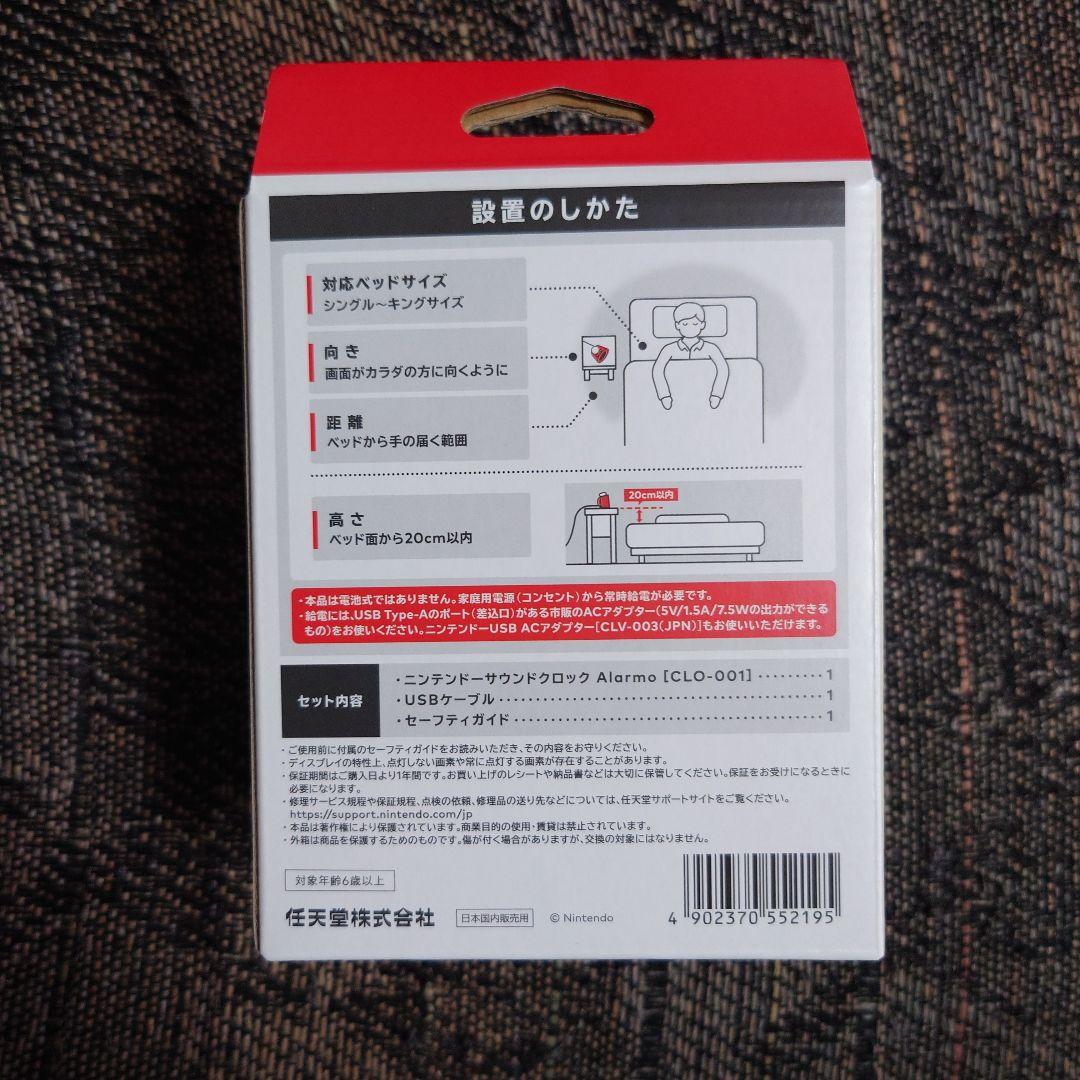 設置のしかた
対応ベッドサイズ
シングル～キングサイズ
向き
画面がカラダの方に向くように
距離
ベッドから手の届く範囲
高さ
ベッド面から20cm以内
20cm以内
・本品は電池式ではありません。家庭用電源（コンセント）から常時給電が必要です。
・給電には、USB Type-Aのポート（差込口）がある市販のACアダプター（5V/1.5A/7.5Wの出力ができる
もの）をお使いください。ニンテンドーUSB ACアダプター［CLV-003（JPN）］もお使いいただけます。
セット内容
・ニンテンドーサウンドクロック Alarmo［CLO-001］·········1
・USBケーブル·········1
・セーフティガイド·········1
・ご使用前に付属のセーフティガイドをお読みいただき、その内容をお守りください。
・ディスプレイの特性上、点灯しない画素や常に点灯する画素が存在することがあります。
・保証期間はご購入日より1年間です。お買い上げのレシートや納品書などは大切に保管してください。保証をお受けになるときに
必要になります。
・修理サービス規程や保証規程、点検の依頼、修理品の送り先などについては、任天堂サポートサイトをご覧ください。
https://support.nintendo.com/jp
・本品は著作権により保護されています。商業目的の使用・賃貸は禁止されています。
・外箱は商品を保護するためのものです。傷が付く場合がありますが、交換の対象にはなりません。
対象年齢6歳以上
任天堂株式会社
日本国内販売用
© Nintendo
4 902370 552195